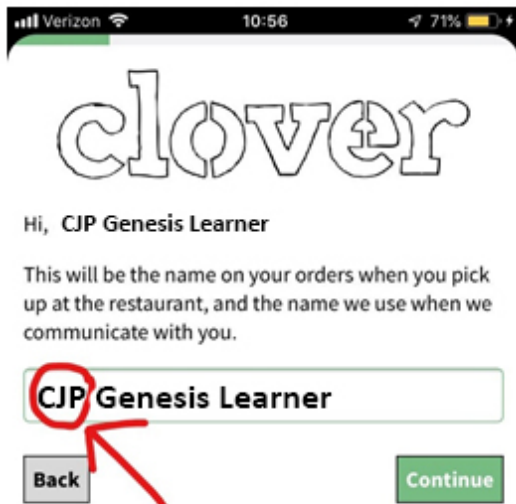 Verizon 10:56 71%
clover
Hi, CJP Genesis Learner
This will be the name on your orders when you pick
up at the restaurant, and the name we use when we
communicate with you.
CJP Genesis Learner
Back Continue